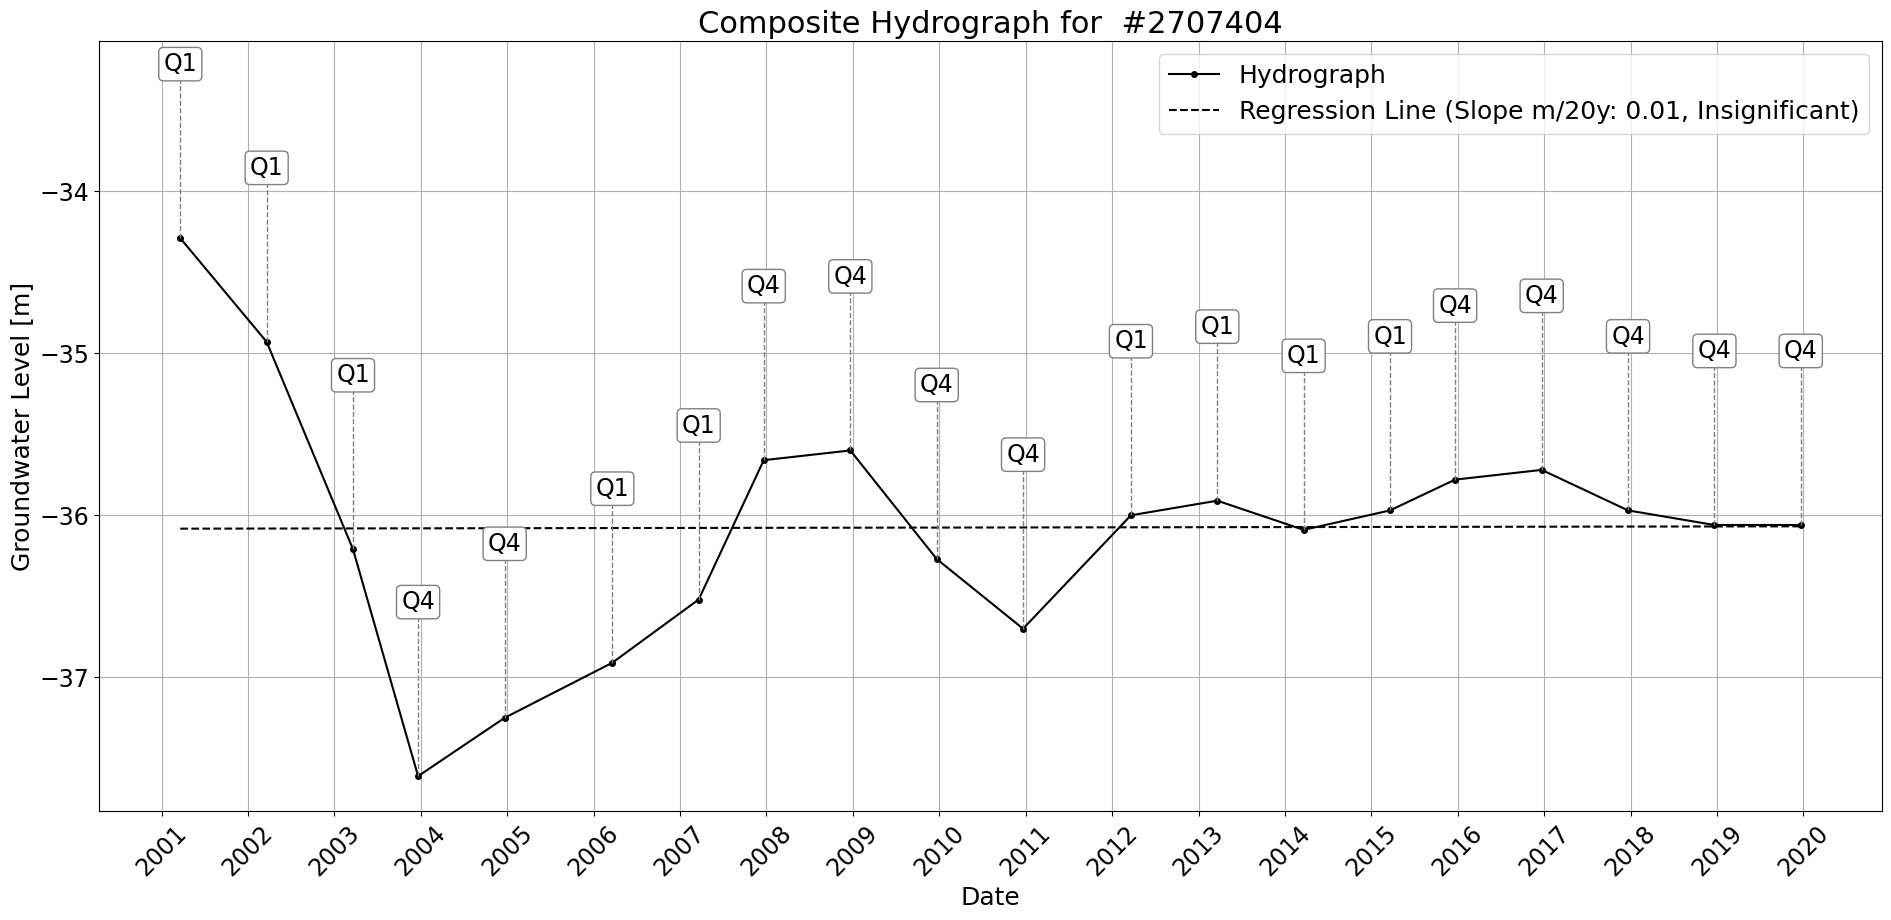 Composite Hydrograph for  #2707404
Hydrograph
Regression Line (Slope m/20y: 0.01, Insignificant)
Groundwater Level [m]
−34
−35
−36
−37
Q1
Q1
Q1
Q4
Q4
Q1
Q1
Q4
Q4
Q4
Q4
Q1
Q1
Q1
Q1
Q4
Q4
Q4
Q4
Q4
2001
2002
2003
2004
2005
2006
2007
2008
2009
2010
2011
2012
2013
2014
2015
2016
2017
2018
2019
2020
Date